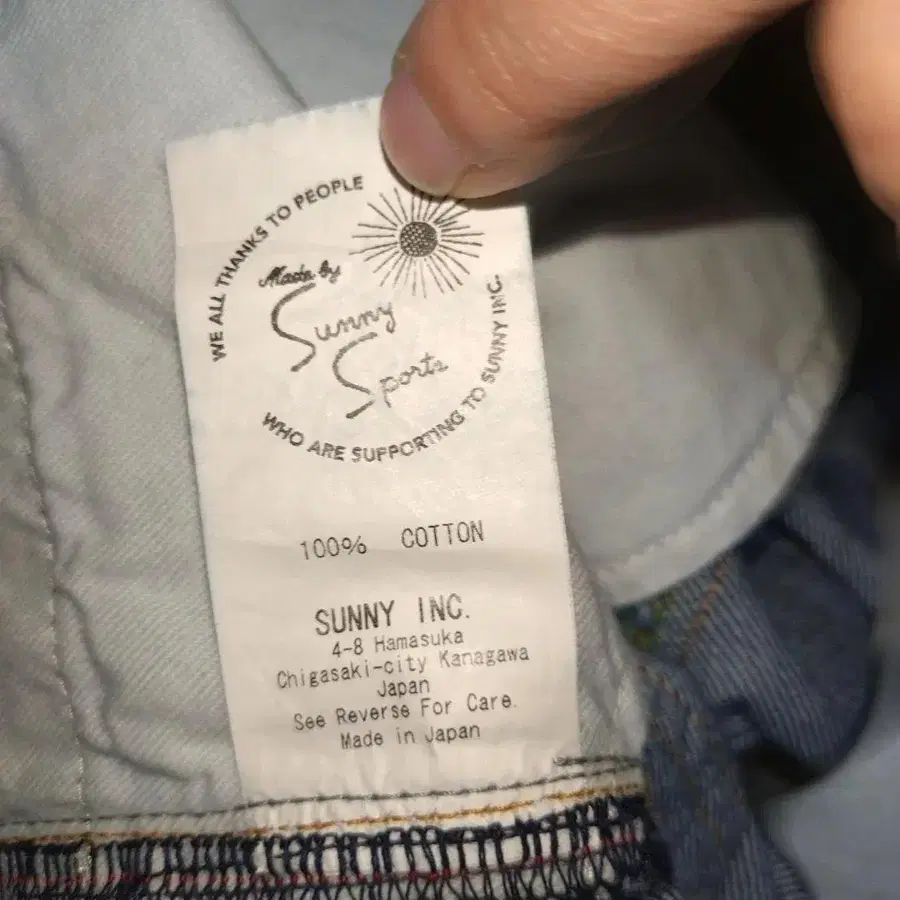 WE ALL THANKS TO PEOPLE
Made by
Sunny
Sports
WHO ARE SUPPORTING TO SUNNY INC.
100% COTTON
SUNNY INC.
4-8 Hamasuka
Chigasaki-city Kanagawa
Japan
See Reverse For Care.
Made in Japan